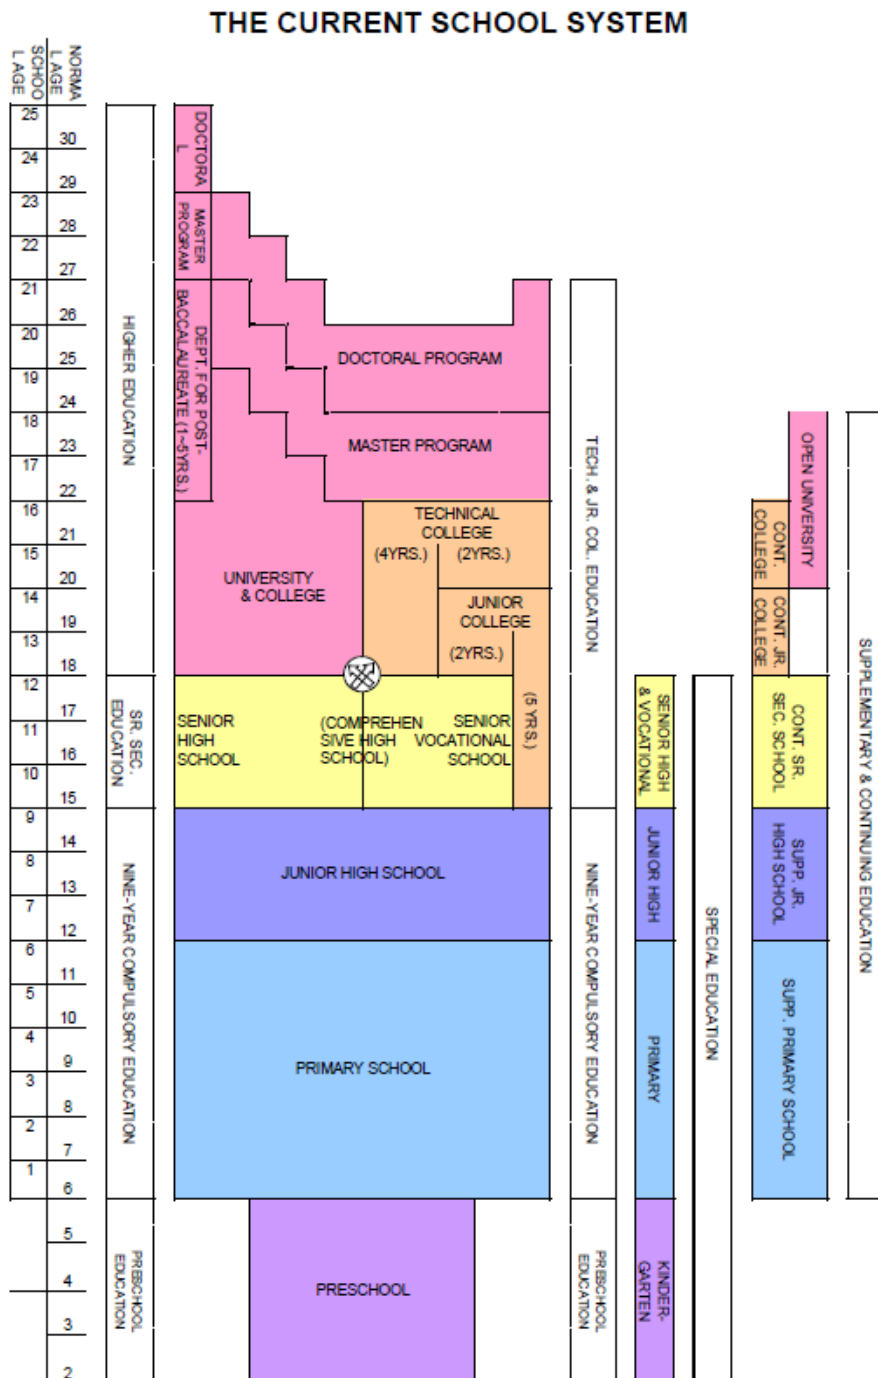 THE CURRENT SCHOOL SYSTEM
SCHOO
L AGE
NORMA
L AGE
25
24
23
22
21
20
19
18
17
16
15
14
13
12
11
10
9
8
7
6
5
4
3
2
1
30
29
28
27
26
25
24
23
22
21
20
19
18
17
16
15
14
13
12
11
10
9
8
7
6
5
4
3
2
HIGHER EDUCATION
SR. SEC.
EDUCATION
NINE-YEAR COMPULSORY EDUCATION
PRESCHOOL
EDUCATION
DOCTORA
L
MASTER
PROGRAM
DEPT. FOR POST-
BACCALAUREATE (1~5YRS.)
DOCTORAL PROGRAM
MASTER PROGRAM
TECHNICAL
COLLEGE
(4YRS.)
(2YRS.)
UNIVERSITY
& COLLEGE
JUNIOR
COLLEGE
(2YRS.)
(5 YRS.)
SENIOR
HIGH
SCHOOL
(COMPREHEN
SIVE HIGH
SCHOOL)
SENIOR
VOCATIONAL
SCHOOL
JUNIOR HIGH SCHOOL
PRIMARY SCHOOL
PRESCHOOL
TECH. & JR. COL. EDUCATION
NINE-YEAR COMPULSORY EDUCATION
PRESCHOOL
EDUCATION
SENIOR HIGH
& VOCATIONAL
JUNIOR HIGH
PRIMARY
KINDER-
GARTEN
SPECIAL EDUCATION
OPEN UNIVERSITY
CONT.
COLLEGE
CONT. JR.
COLLEGE
CONT. SR.
SEC. SCHOOL
SUPP. JR.
HIGH SCHOOL
SUPP. PRIMARY SCHOOL
SUPPLEMENTARY & CONTINUING EDUCATION